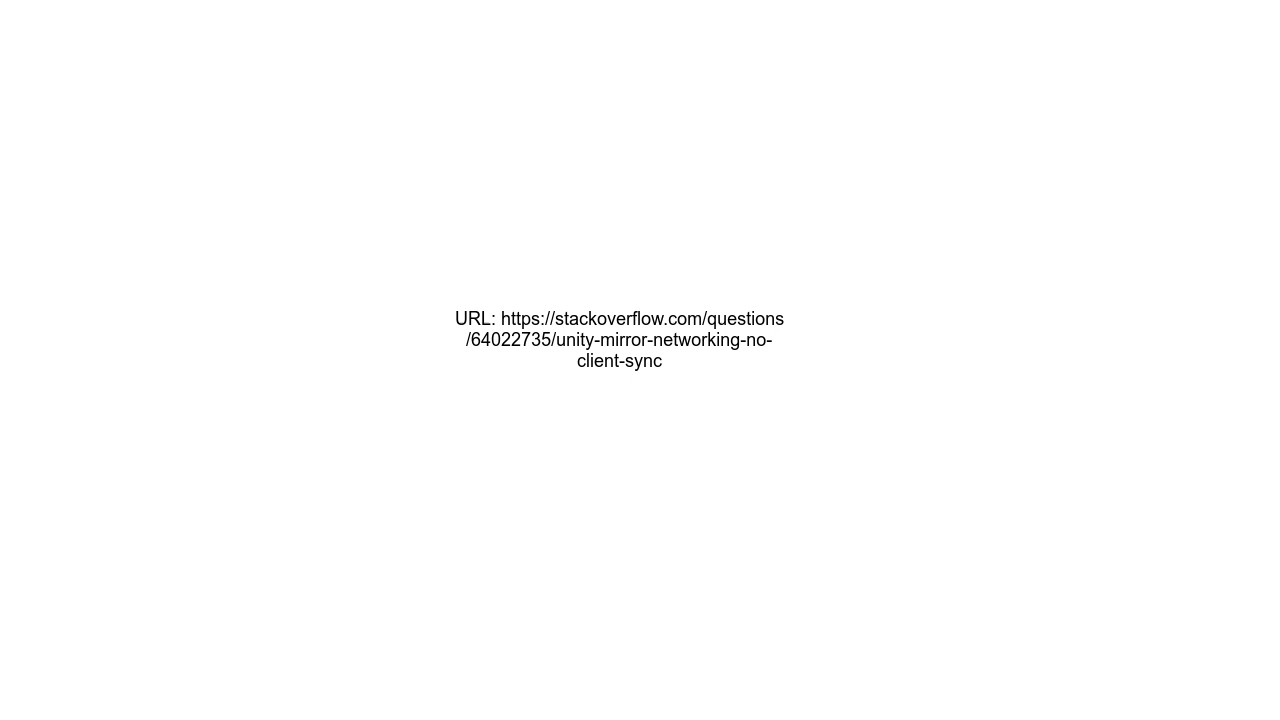 URL: https://stackoverflow.com/questions
/64022735/unity-mirror-networking-no-
client-sync